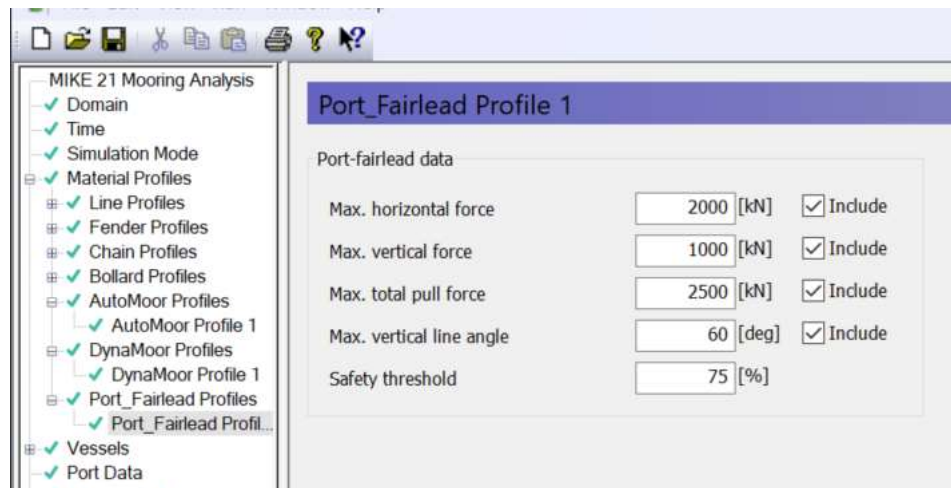 MIKE 21 Mooring Analysis
Domain
Time
Simulation Mode
Material Profiles
Line Profiles
Fender Profiles
Chain Profiles
Bollard Profiles
AutoMoor Profiles
AutoMoor Profile 1
DynaMoor Profiles
DynaMoor Profile 1
Port_Fairlead Profiles
Port_Fairlead Profil...
Vessels
Port Data
Port_Fairlead Profile 1
Port-fairlead data
Max. horizontal force 2000 [kN] Include
Max. vertical force 1000 [kN] Include
Max. total pull force 2500 [kN] Include
Max. vertical line angle 60 [deg] Include
Safety threshold 75 [%]